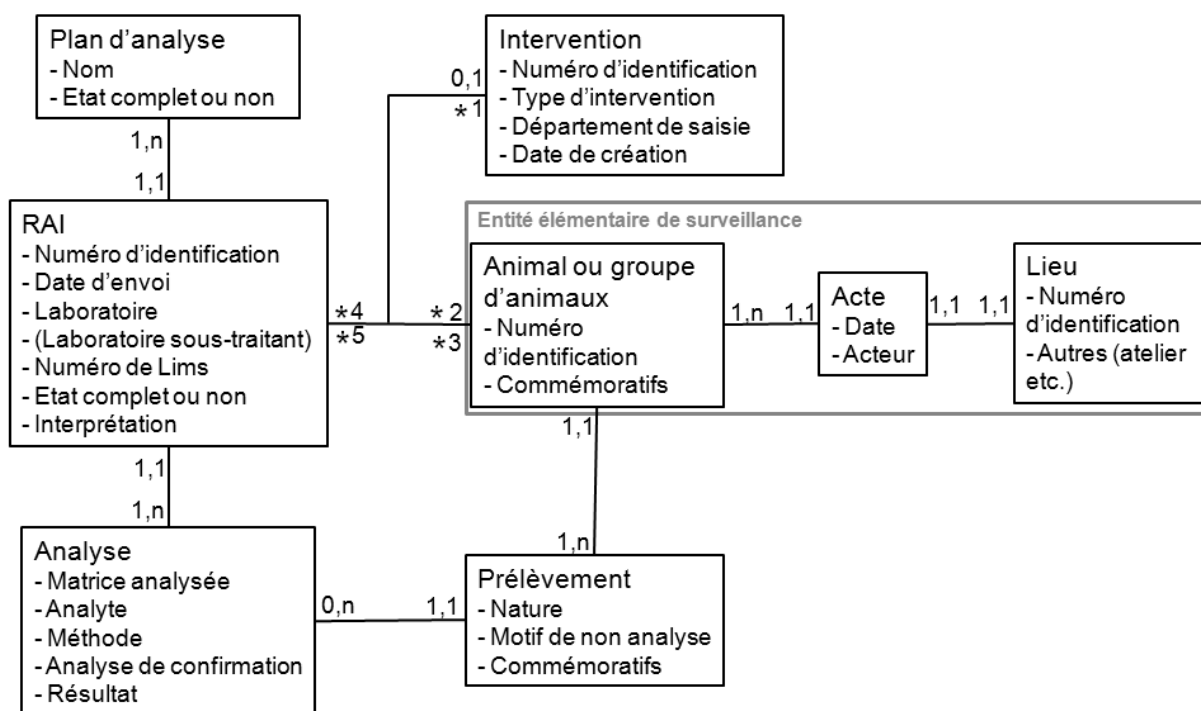 Plan d'analyse
- Nom
- Etat complet ou non
1,n
1,1
Intervention
- Numéro d'identification
- Type d'intervention
- Département de saisie
- Date de création
0,1
*1
RAI
- Numéro d'identification
- Date d'envoi
- Laboratoire
- (Laboratoire sous-traitant)
- Numéro de Lims
- Etat complet ou non
- Interprétation
*4
*5
*2
*3
Entité élémentaire de surveillance
Animal ou groupe
d'animaux
- Numéro
d'identification
- Commémoratifs
1,n
1,1
Acte
- Date
- Acteur
1,1
1,1
Lieu
- Numéro
d'identification
- Autres (atelier
etc.)
1,1
1,n
1,1
1,n
Analyse
- Matrice analysée
- Analyte
- Méthode
- Analyse de confirmation
- Résultat
0,n
1,1
Prélèvement
- Nature
- Motif de non analyse
- Commémoratifs